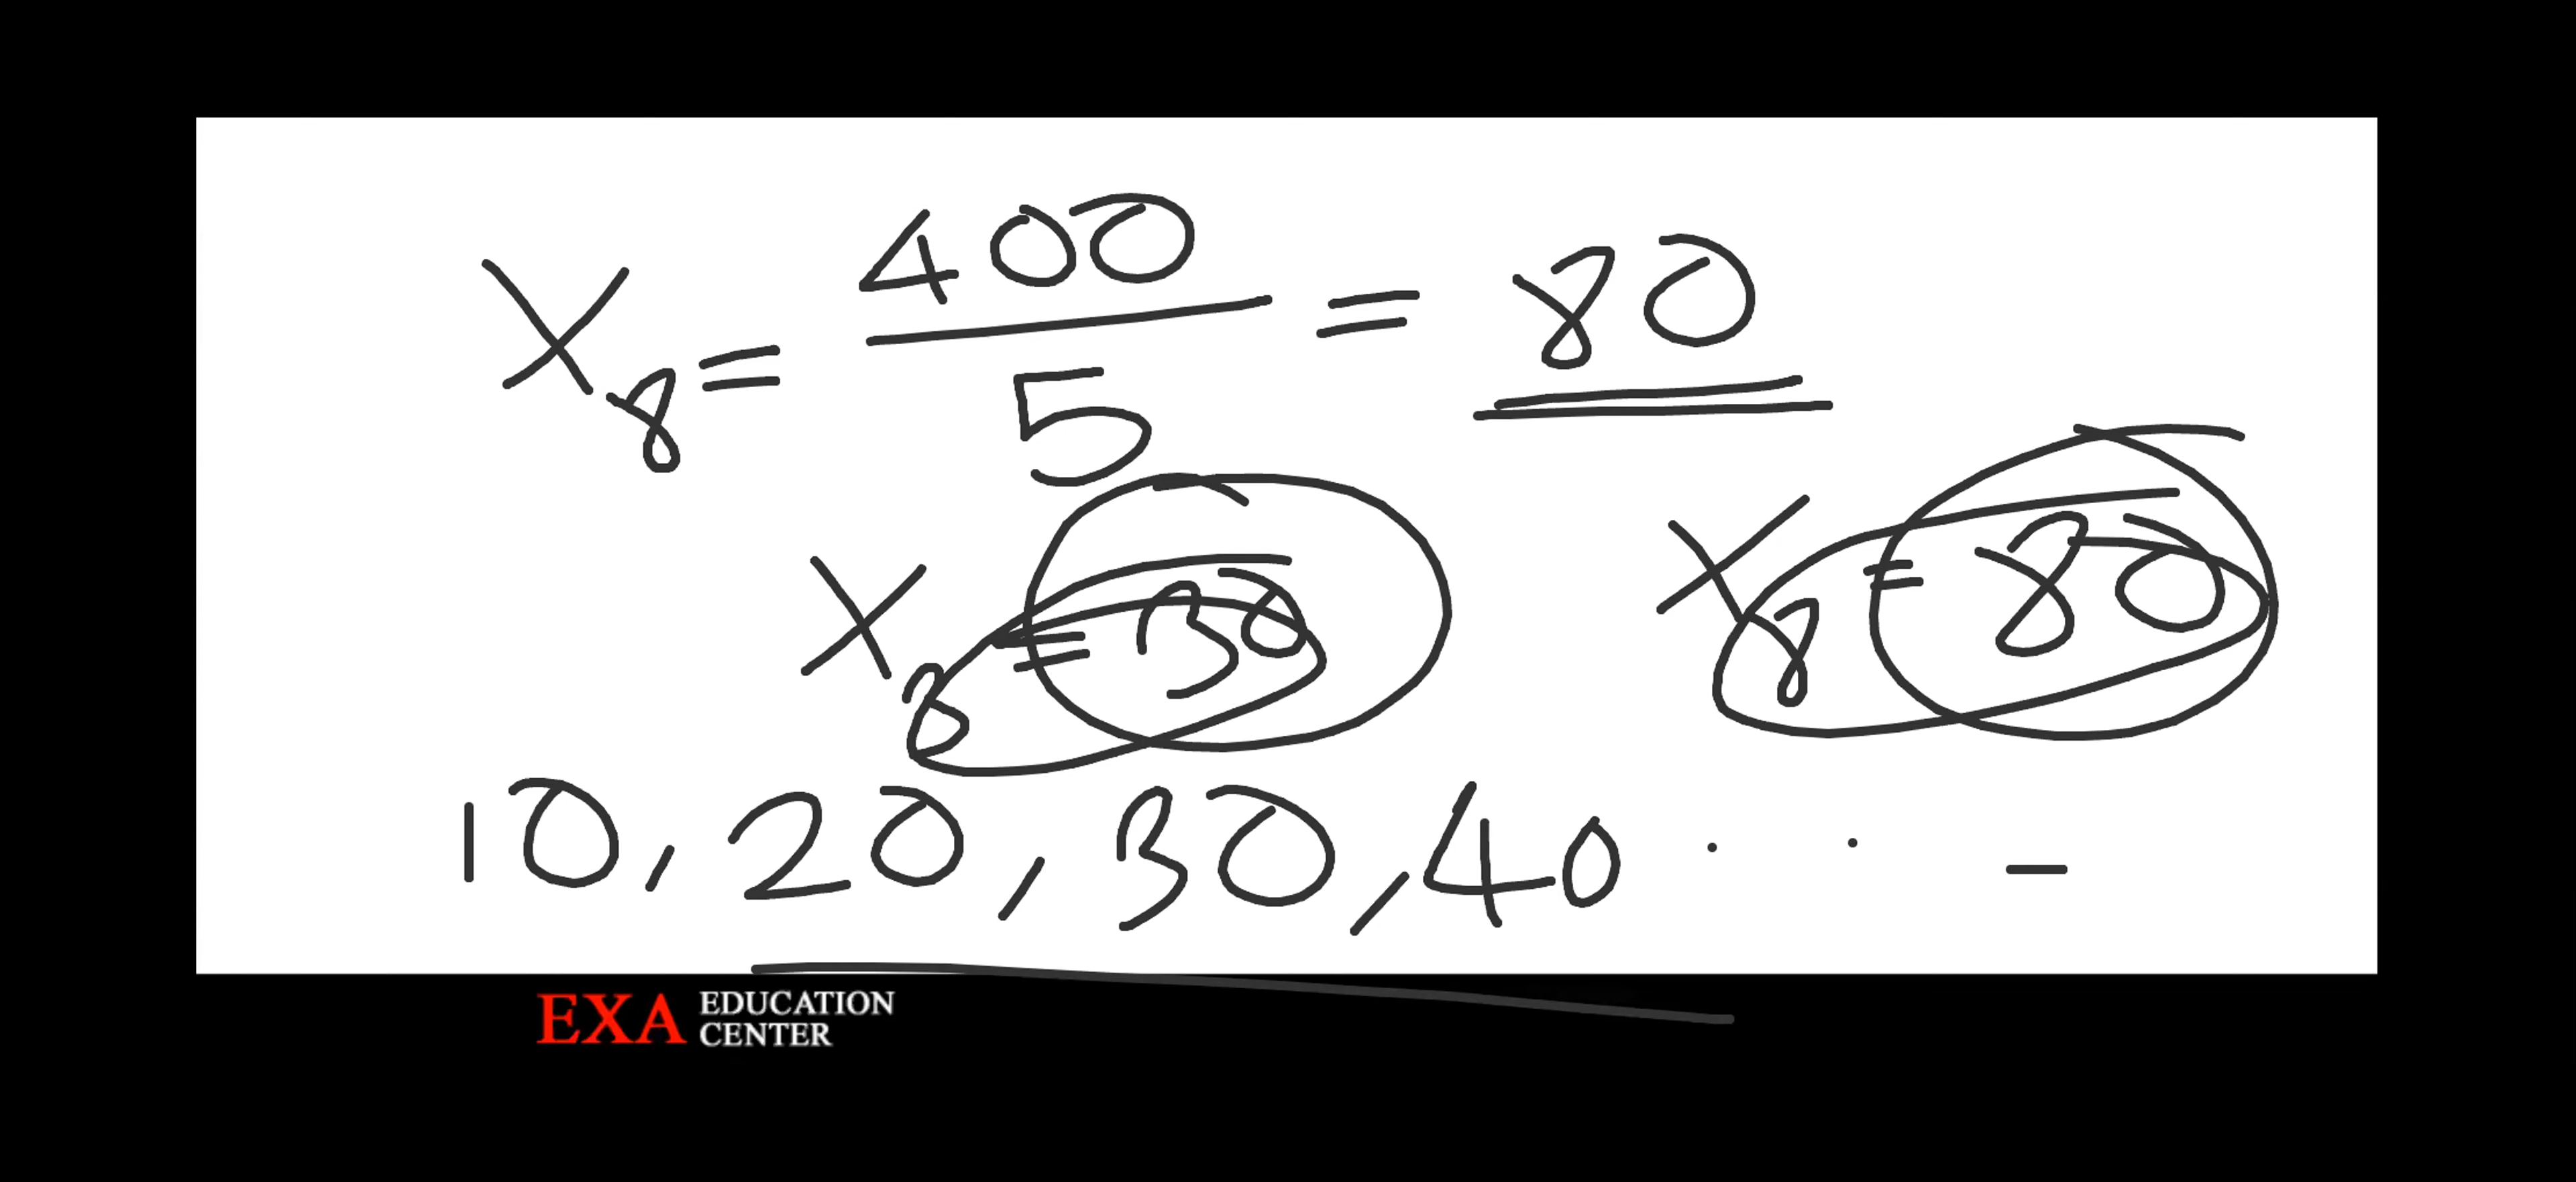 X₈ = 400/5 = 80
X₃ = 30 X₈ = 80
10, 20, 30, 40 . . –
EXA EDUCATION
CENTER